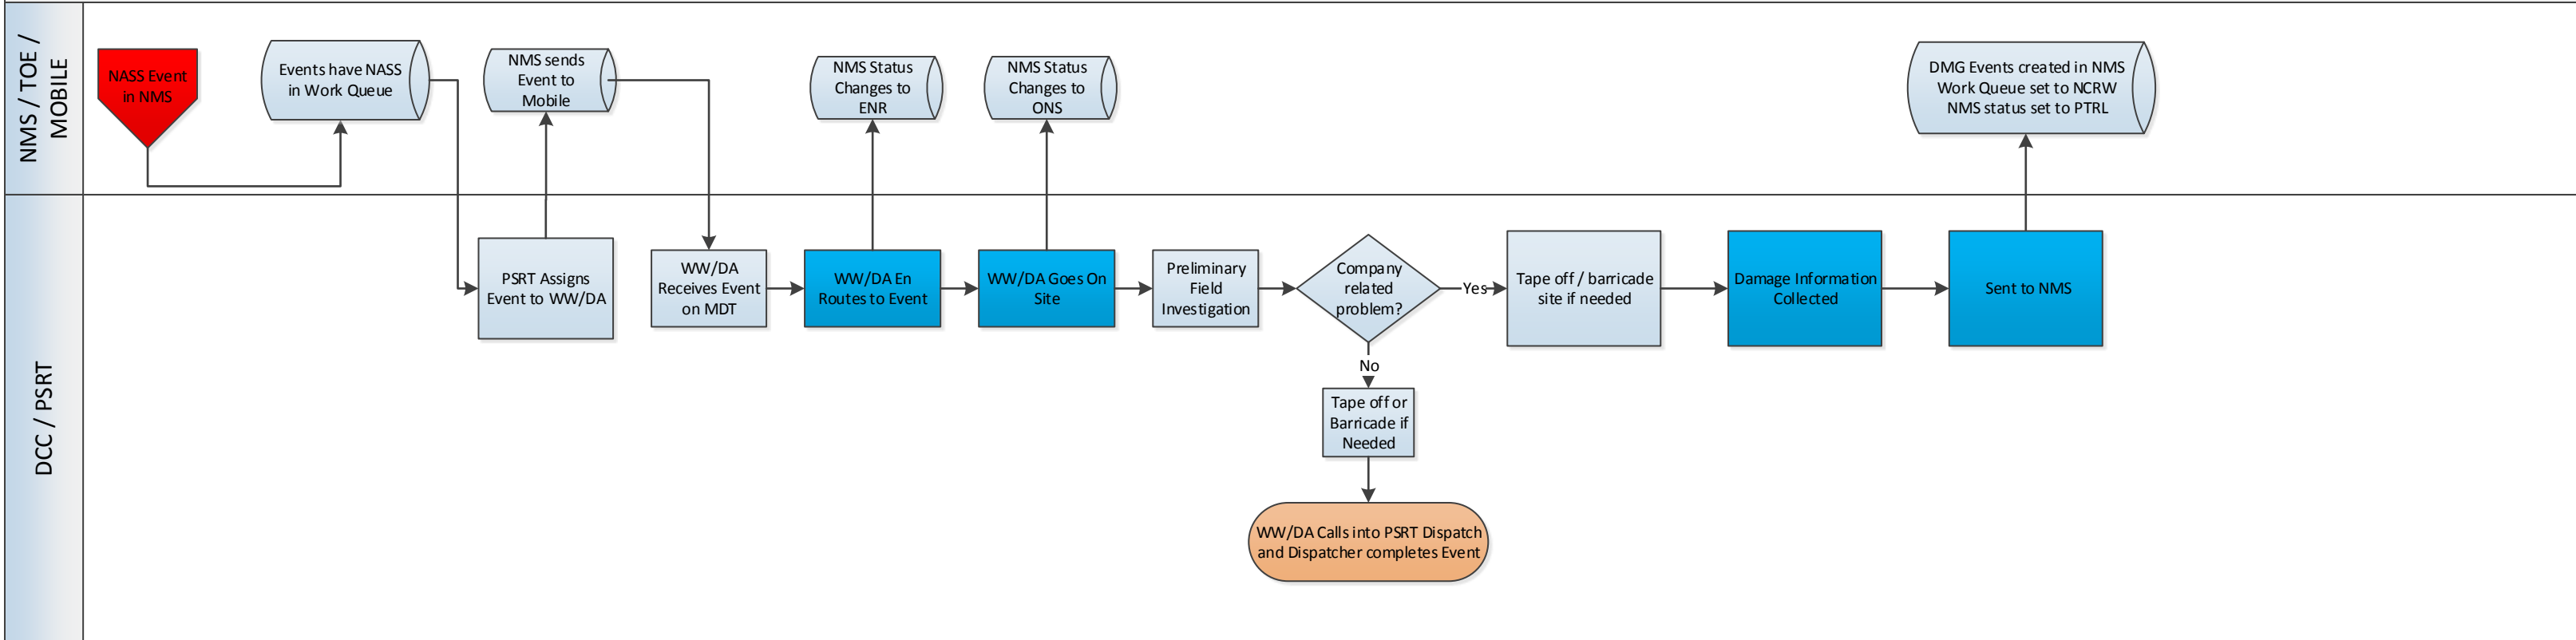 NMS / TOE /
MOBILE
NASS Event
in NMS
Events have NASS
in Work Queue
NMS sends
Event to
Mobile
NMS Status
Changes to
ENR
NMS Status
Changes to
ONS
DMG Events created in NMS
Work Queue set to NCRW
NMS status set to PTRL
DCC / PSRT
PSRT Assigns
Event to WW/DA
WW/DA
Receives Event
on MDT
WW/DA En
Routes to Event
WW/DA Goes On
Site
Preliminary
Field
Investigation
Company
related
problem?
Yes
Tape off / barricade
site if needed
Damage Information
Collected
Sent to NMS
No
Tape off or
Barricade if
Needed
WW/DA Calls into PSRT Dispatch
and Dispatcher completes Event